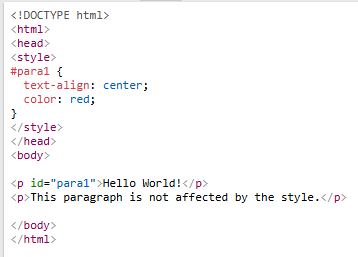 <!DOCTYPE html>
<html>
<head>
<style>
#para1 {
  text-align: center;
  color: red;
}
</style>
</head>
<body>

<p id="para1">Hello World!</p>
<p>This paragraph is not affected by the style.</p>

</body>
</html>